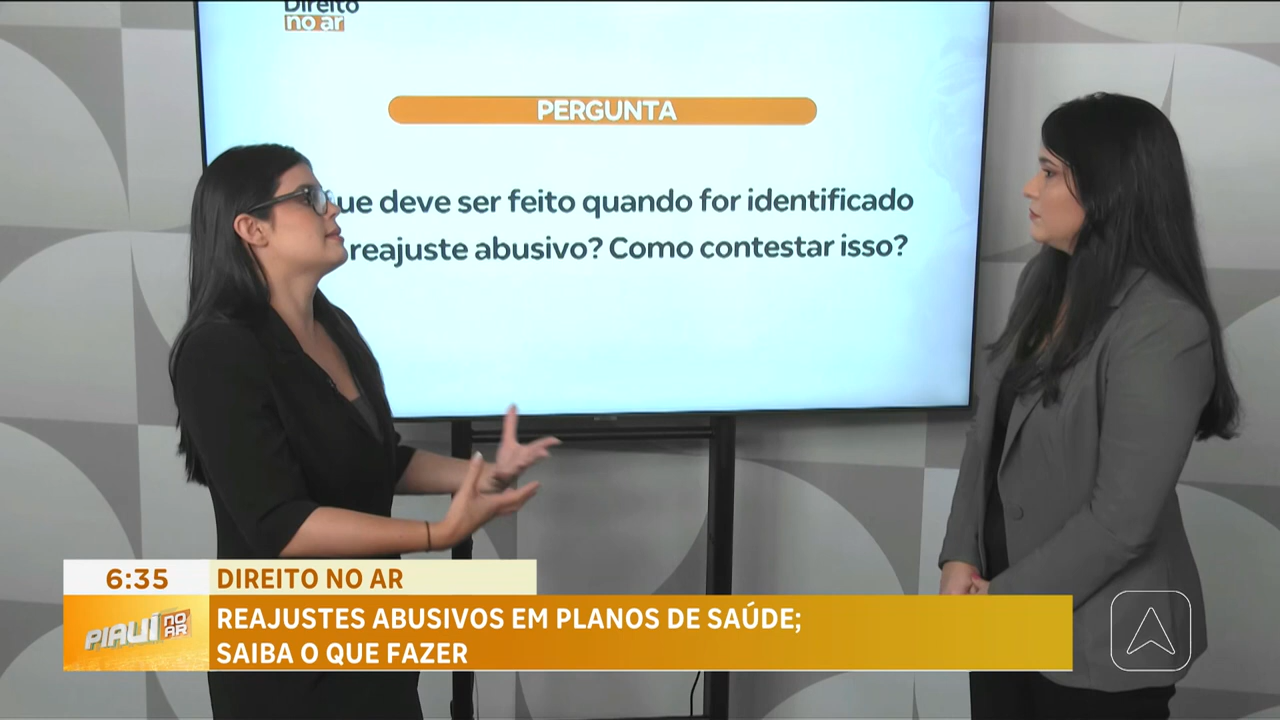 Direito
no ar
PERGUNTA
ue deve ser feito quando for identificado
reajuste abusivo? Como contestar isso?
6:35
DIREITO NO AR
PIAUÍ NO AR
REAJUSTES ABUSIVOS EM PLANOS DE SAÚDE;
SAIBA O QUE FAZER